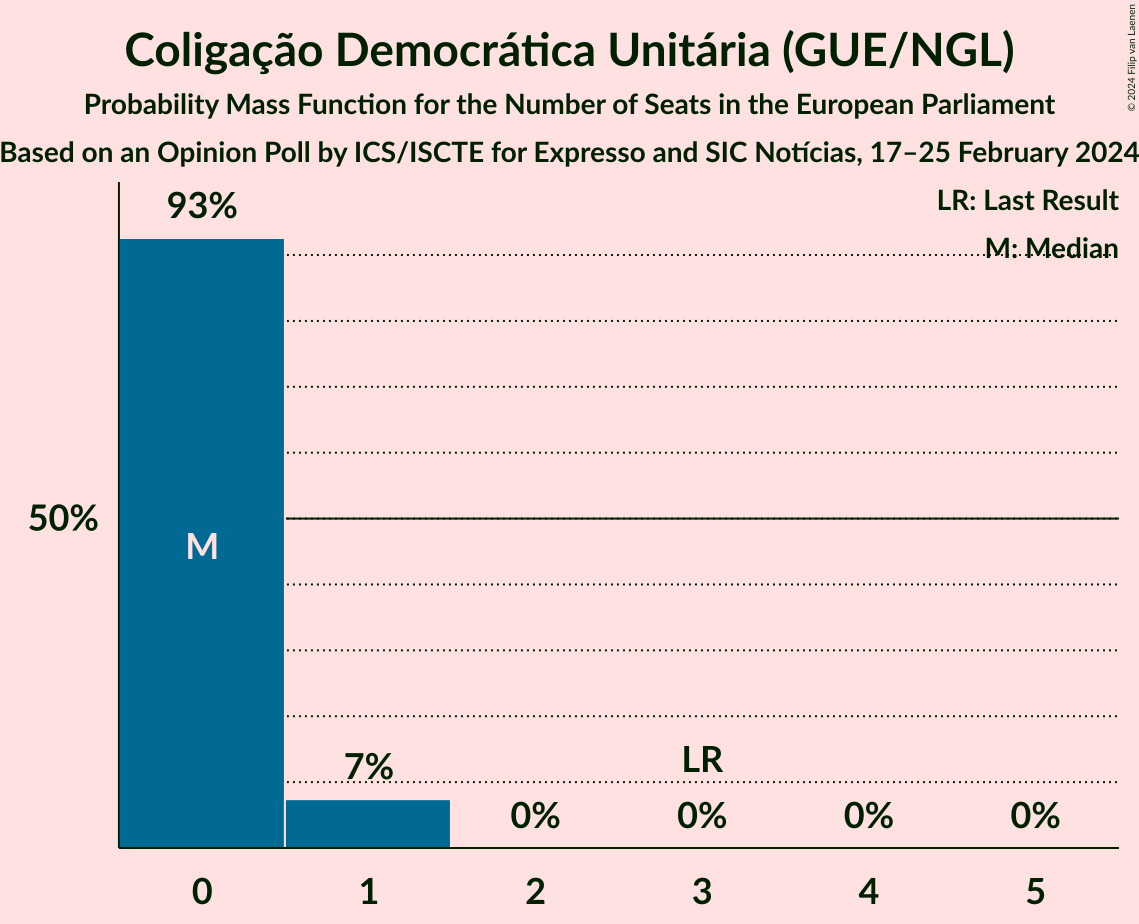 Coligação Democrática Unitária (GUE/NGL)
Probability Mass Function for the Number of Seats in the European Parliament
Based on an Opinion Poll by ICS/ISCTE for Expresso and SIC Notícias, 17–25 February 2024
© 2024 Filip van Laenen
LR: Last Result
M: Median
93%
50%
M
7%
LR
0%
0%
0%
0%
0
1
2
3
4
5